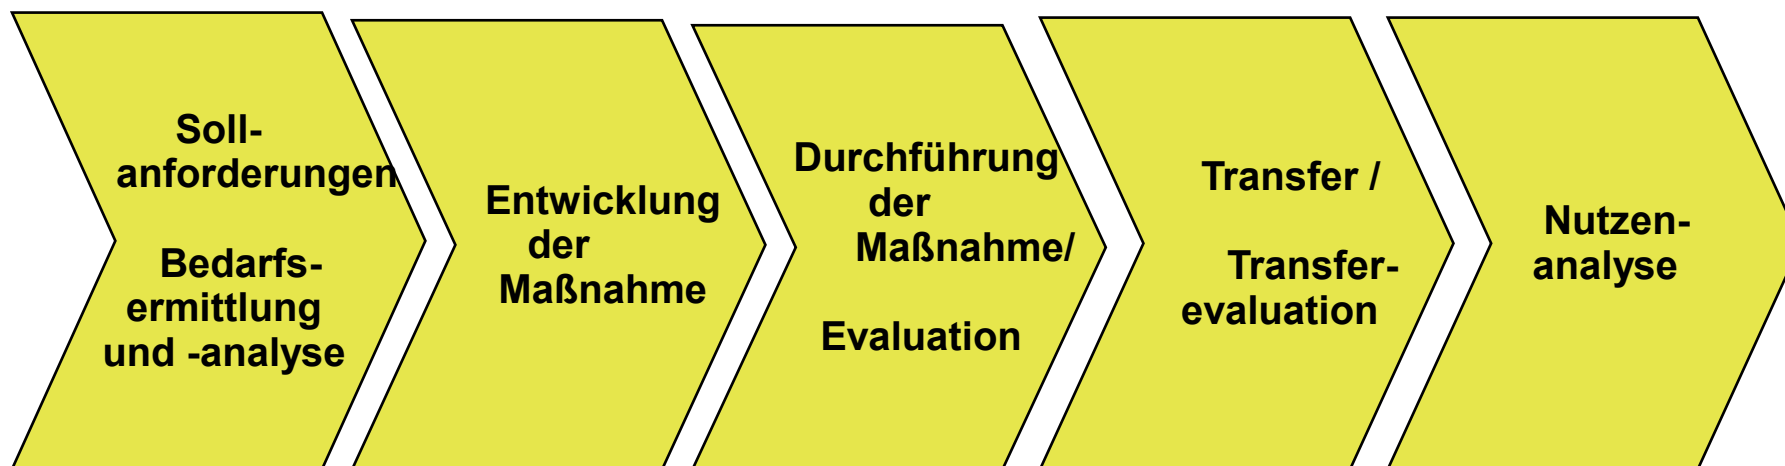 Soll-
anforderungen
Bedarfs-
ermittlung
und -analyse
Entwicklung
der
Maßnahme
Durchführung
der
Maßnahme/
Evaluation
Transfer /
Transfer-
evaluation
Nutzen-
analyse